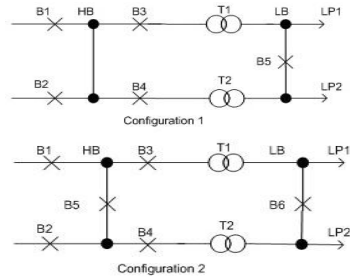 B1 HB B3 T1 LB LP1
B5
B2 B4 T2 LP2
Configuration 1
B1 HB B3 T1 LB LP1
B5 B6
B2 B4 T2 LP2
Configuration 2